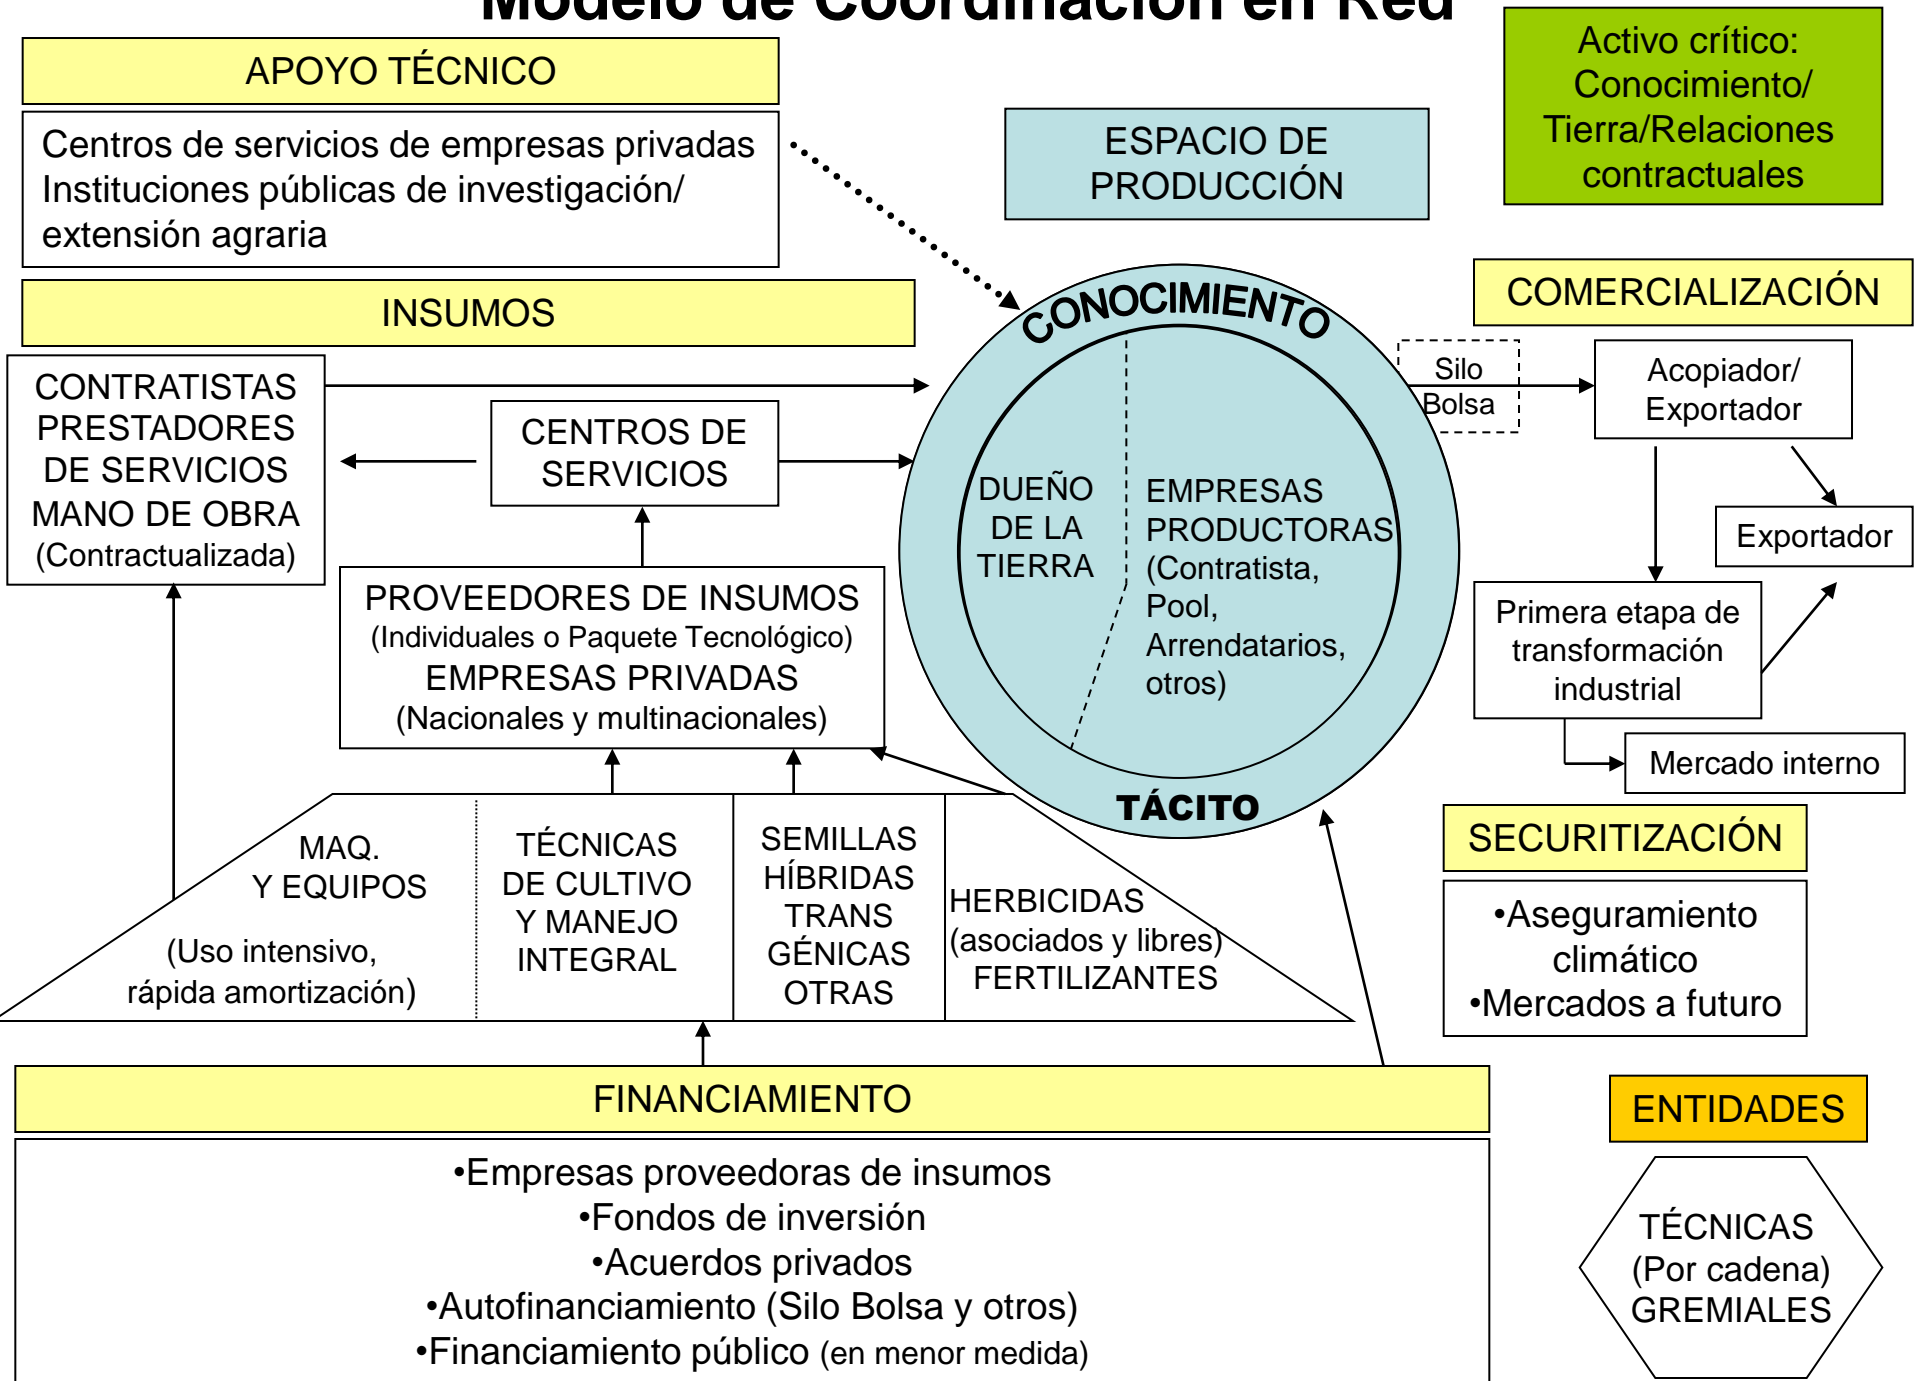 Modelo de Coordinación en Red
APOYO TÉCNICO
Centros de servicios de empresas privadas
Instituciones públicas de investigación/
extensión agraria
ESPACIO DE
PRODUCCIÓN
Activo crítico:
Conocimiento/
Tierra/Relaciones
contractuales
INSUMOS
CONTRATISTAS
PRESTADORES
DE SERVICIOS
MANO DE OBRA
(Contractualizada)
CENTROS DE
SERVICIOS
PROVEEDORES DE INSUMOS
(Individuales o Paquete Tecnológico)
EMPRESAS PRIVADAS
(Nacionales y multinacionales)
CONOCIMIENTO
DUEÑO
DE LA
TIERRA
EMPRESAS
PRODUCTORAS
(Contratista,
Pool,
Arrendatarios,
otros)
TÁCITO
COMERCIALIZACIÓN
Silo
Bolsa
Acopiador/
Exportador
Exportador
Primera etapa de
transformación
industrial
Mercado interno
MAQ.
Y EQUIPOS
(Uso intensivo,
rápida amortización)
TÉCNICAS
DE CULTIVO
Y MANEJO
INTEGRAL
SEMILLAS
HÍBRIDAS
TRANS
GÉNICAS
OTRAS
HERBICIDAS
(asociados y libres)
FERTILIZANTES
SECURITIZACIÓN
•Aseguramiento
climático
•Mercados a futuro
FINANCIAMIENTO
•Empresas proveedoras de insumos
•Fondos de inversión
•Acuerdos privados
•Autofinanciamiento (Silo Bolsa y otros)
•Financiamiento público (en menor medida)
ENTIDADES
TÉCNICAS
(Por cadena)
GREMIALES